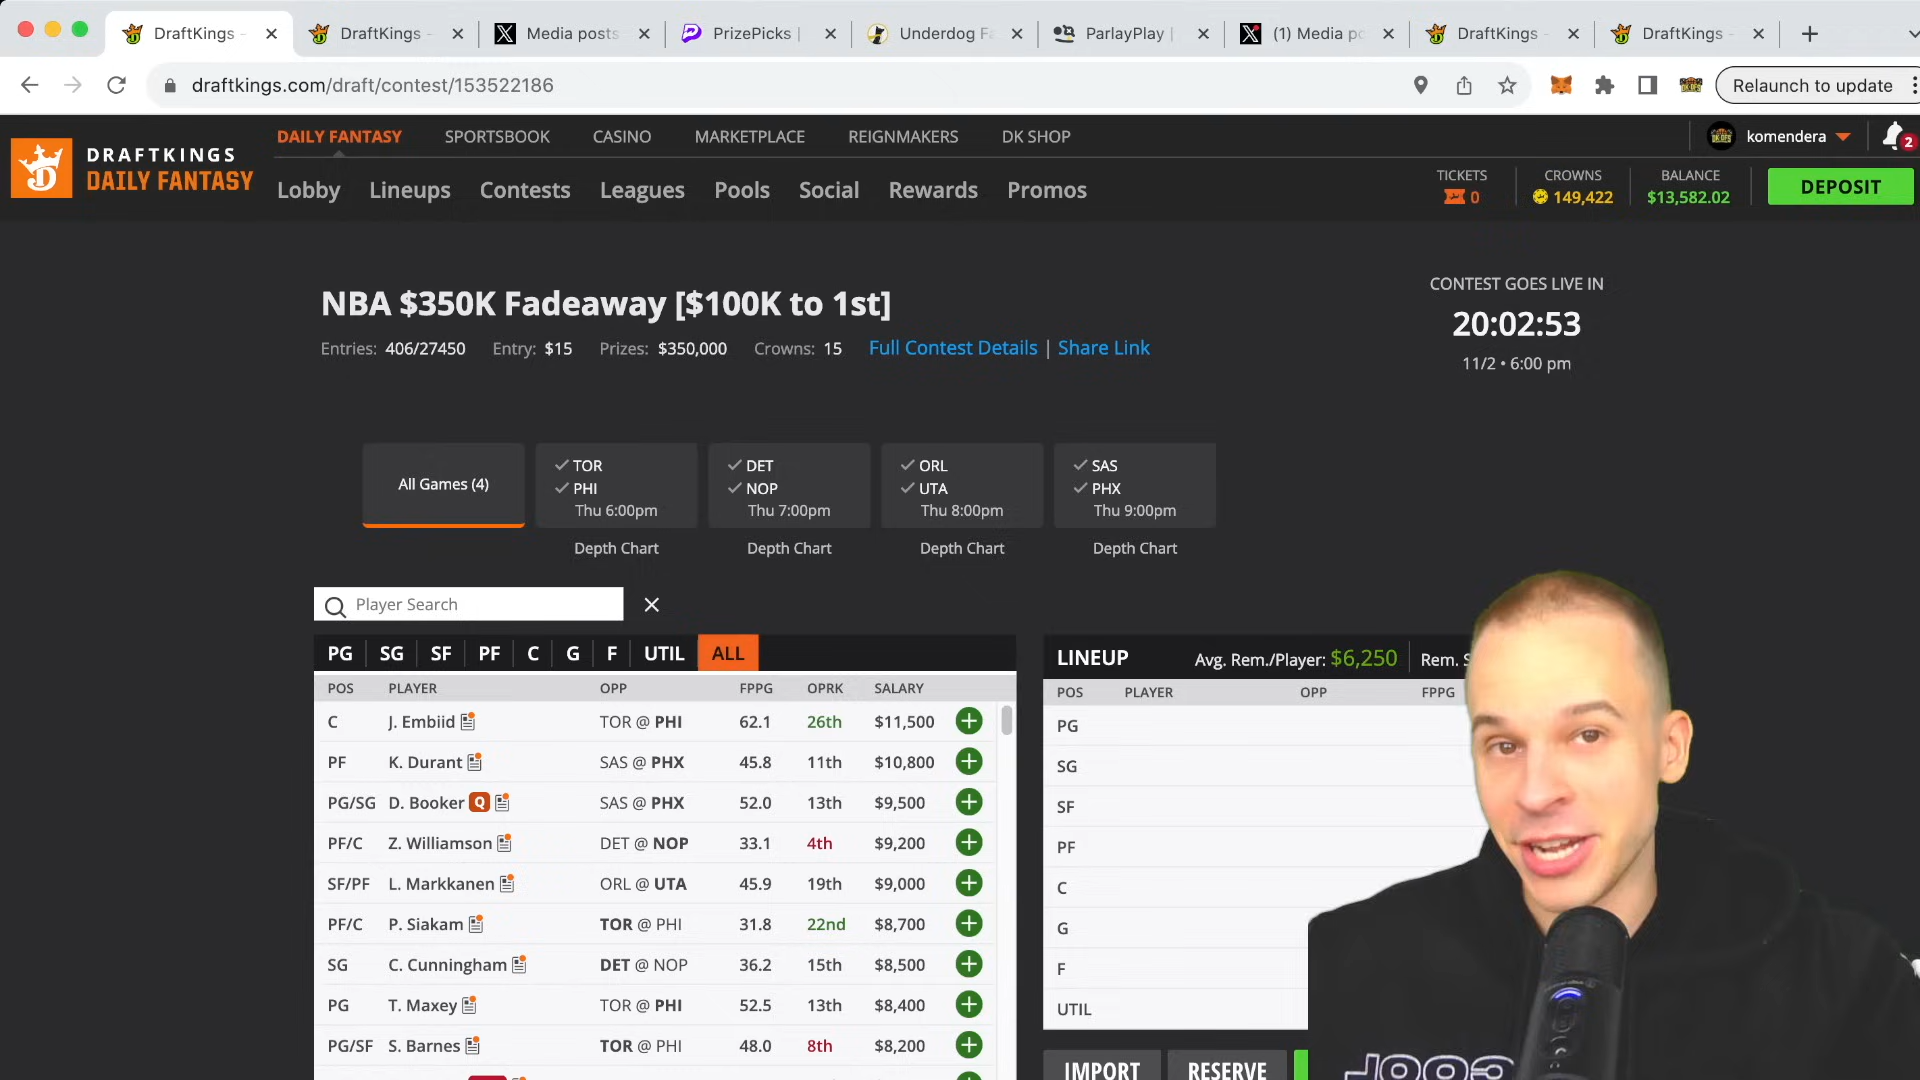 DraftKings -
DraftKings -
Media posts
PrizePicks |
Underdog Fa
ParlayPlay |
(1) Media po
DraftKings -
DraftKings -
draftkings.com/draft/contest/153522186
Relaunch to update
DRAFTKINGS
DAILY FANTASY
DAILY FANTASY
SPORTSBOOK
CASINO
MARKETPLACE
REIGNMAKERS
DK SHOP
komendera
2
Lobby
Lineups
Contests
Leagues
Pools
Social
Rewards
Promos
TICKETS
0
CROWNS
149,422
BALANCE
$13,582.02
DEPOSIT
NBA $350K Fadeaway [$100K to 1st]
Entries: 406/27450 Entry: $15 Prizes: $350,000 Crowns: 15 Full Contest Details | Share Link
CONTEST GOES LIVE IN
20:02:53
11/2 • 6:00 pm
All Games (4)
TOR
PHI
Thu 6:00pm
Depth Chart
DET
NOP
Thu 7:00pm
Depth Chart
ORL
UTA
Thu 8:00pm
Depth Chart
SAS
PHX
Thu 9:00pm
Depth Chart
Player Search
PG SG SF PF C G F UTIL ALL
POS PLAYER OPP FPPG OPRK SALARY
C J. Embiid TOR @ PHI 62.1 26th $11,500
PF K. Durant SAS @ PHX 45.8 11th $10,800
PG/SG D. Booker Q SAS @ PHX 52.0 13th $9,500
PF/C Z. Williamson DET @ NOP 33.1 4th $9,200
SF/PF L. Markkanen ORL @ UTA 45.9 19th $9,000
PF/C P. Siakam TOR @ PHI 31.8 22nd $8,700
SG C. Cunningham DET @ NOP 36.2 15th $8,500
PG T. Maxey TOR @ PHI 52.5 13th $8,400
PG/SF S. Barnes TOR @ PHI 48.0 8th $8,200
LINEUP Avg. Rem./Player: $6,250 Rem. S
POS PLAYER OPP FPPG
PG
SG
SF
PF
C
G
F
UTIL
IMPORT
RESERVE